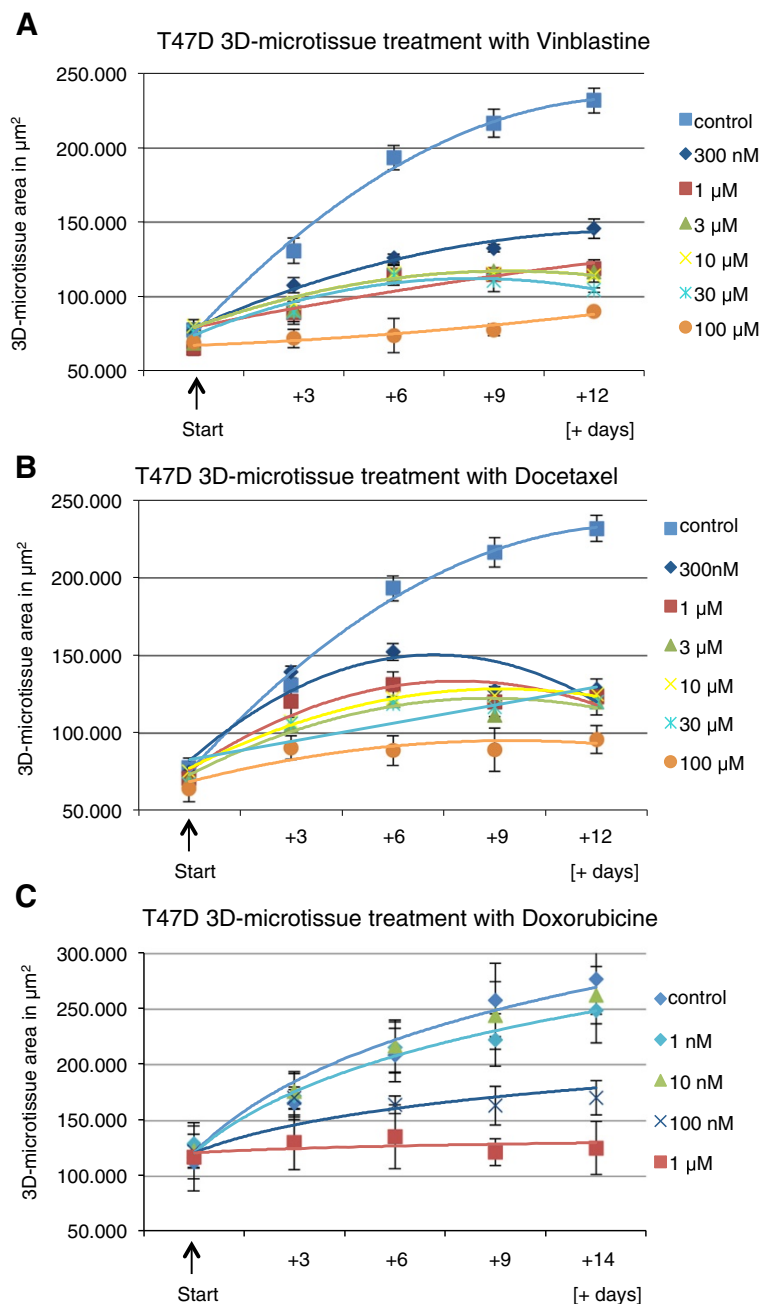 A
T47D 3D-microtissue treatment with Vinblastine
3D-microtissue area in µm²
250.000
200.000
150.000
100.000
50.000
+3
+6
+9
+12
Start
[+ days]
control
300 nM
1 µM
3 µM
10 µM
30 µM
100 µM
B
T47D 3D-microtissue treatment with Docetaxel
3D-microtissue area in µm²
250.000
200.000
150.000
100.000
50.000
+3
+6
+9
+12
Start
[+ days]
control
300nM
1 µM
3 µM
10 µM
30 µM
100 µM
C
T47D 3D-microtissue treatment with Doxorubicine
3D-microtissue area in µm²
300.000
250.000
200.000
150.000
100.000
50.000
+3
+6
+9
+14
Start
[+ days]
control
1 nM
10 nM
100 nM
1 µM